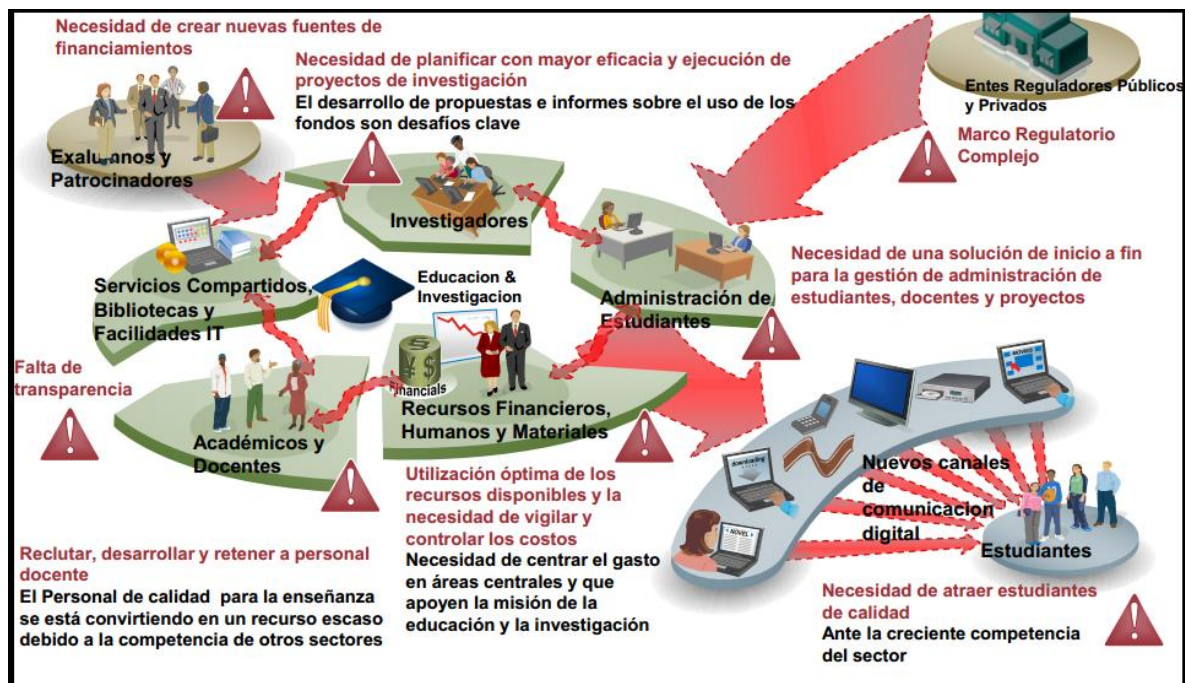 Necesidad de crear nuevas fuentes de
financiamientos
Exalumnos y
Patrocinadores
Necesidad de planificar con mayor eficacia y ejecución de
proyectos de investigación
El desarrollo de propuestas e informes sobre el uso de los
fondos son desafíos clave
Investigadores
Entes Reguladores Públicos
y Privados
Marco Regulatorio
Complejo
Servicios Compartidos,
Bibliotecas y
Facilidades IT
Educacion &
Investigacion
Administración de
Estudiantes
Necesidad de una solución de inicio a fin
para la gestión de administración de
estudiantes, docentes y proyectos
Falta de
transparencia
Académicos y
Docentes
Financials
Recursos Financieros,
Humanos y Materiales
Reclutar, desarrollar y retener a personal
docente
El Personal de calidad para la enseñanza
se está convirtiendo en un recurso escaso
debido a la competencia de otros sectores
Utilización óptima de los
recursos disponibles y la
necesidad de vigilar y
controlar los costos
Necesidad de centrar el gasto
en áreas centrales y que
apoyen la misión de la
educación y la investigación
downloading
NOVEL
Nuevos canales
de
comunicacion
digital
Estudiantes
Necesidad de atraer estudiantes
de calidad
Ante la creciente competencia
del sector